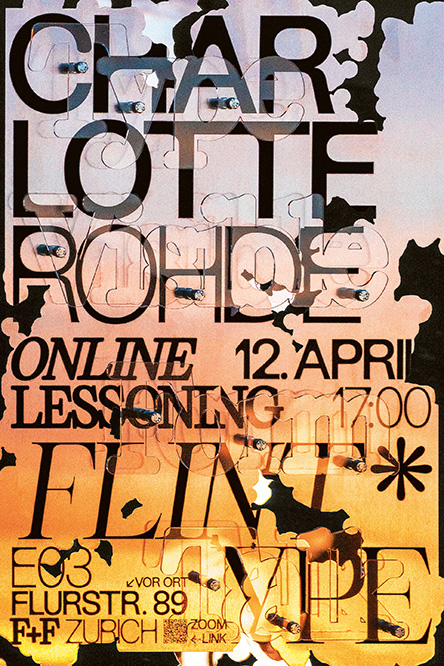 CHAR
LOTTE
ROHDE
ONLINE 12. APRIL
LESSONING 17:00
FLINT*
TYPE
E03
↙VOR ORT
FLURSTR. 89
F+F ZURICH
ZOOM
←LINK